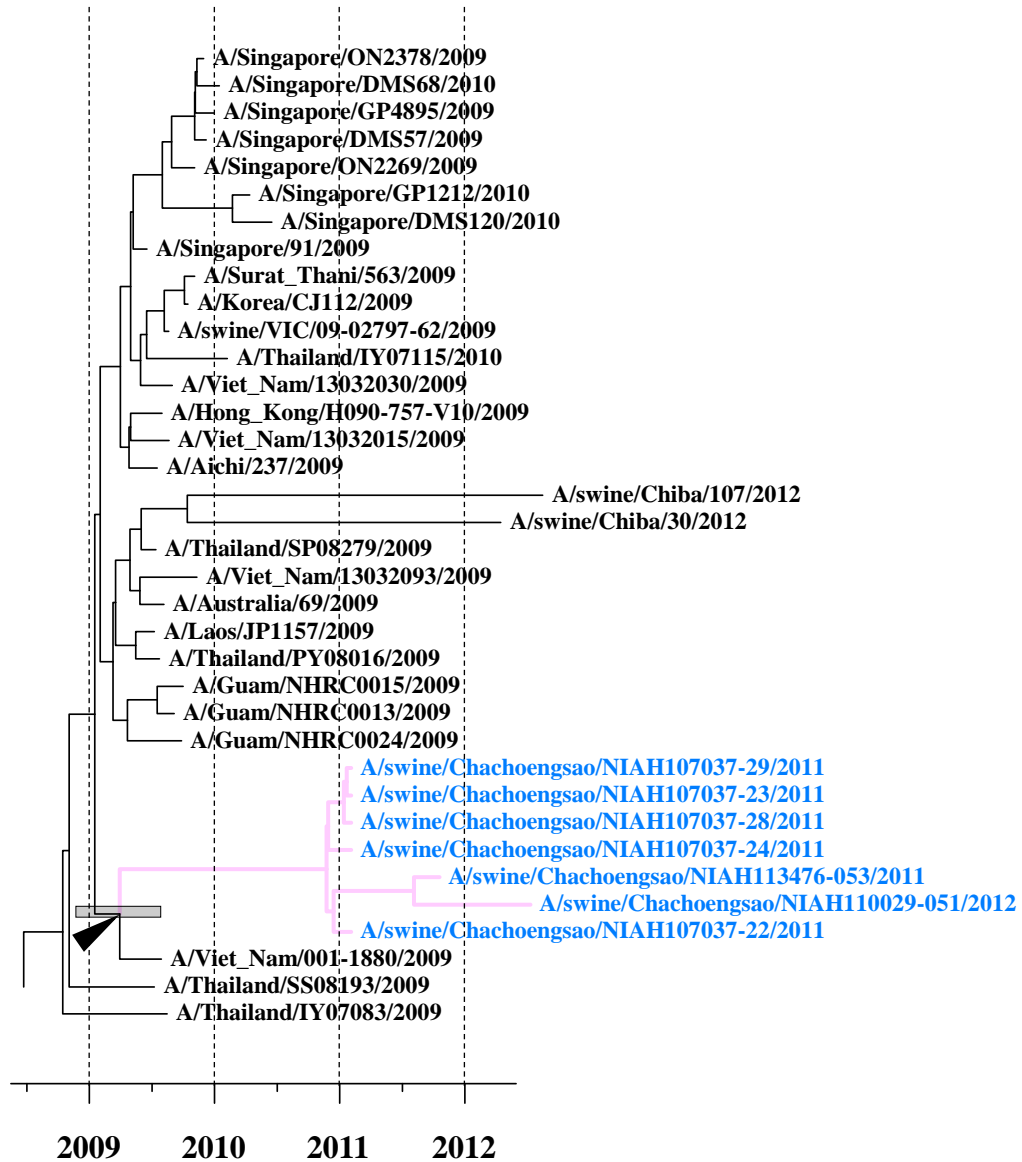 A/Singapore/ON2378/2009
A/Singapore/DMS68/2010
A/Singapore/GP4895/2009
A/Singapore/DMS57/2009
A/Singapore/ON2269/2009
A/Singapore/GP1212/2010
A/Singapore/DMS120/2010
A/Singapore/91/2009
A/Surat_Thani/563/2009
A/Korea/CJ112/2009
A/swine/VIC/09-02797-62/2009
A/Thailand/IY07115/2010
A/Viet_Nam/13032030/2009
A/Hong_Kong/H090-757-V10/2009
A/Viet_Nam/13032015/2009
A/Aichi/237/2009
A/swine/Chiba/107/2012
A/swine/Chiba/30/2012
A/Thailand/SP08279/2009
A/Viet_Nam/13032093/2009
A/Australia/69/2009
A/Laos/JP1157/2009
A/Thailand/PY08016/2009
A/Guam/NHRC0015/2009
A/Guam/NHRC0013/2009
A/Guam/NHRC0024/2009
A/swine/Chachoengsao/NIAH107037-29/2011
A/swine/Chachoengsao/NIAH107037-23/2011
A/swine/Chachoengsao/NIAH107037-28/2011
A/swine/Chachoengsao/NIAH107037-24/2011
A/swine/Chachoengsao/NIAH113476-053/2011
A/swine/Chachoengsao/NIAH110029-051/2012
A/swine/Chachoengsao/NIAH107037-22/2011
A/Viet_Nam/001-1880/2009
A/Thailand/SS08193/2009
A/Thailand/IY07083/2009
2009 2010 2011 2012